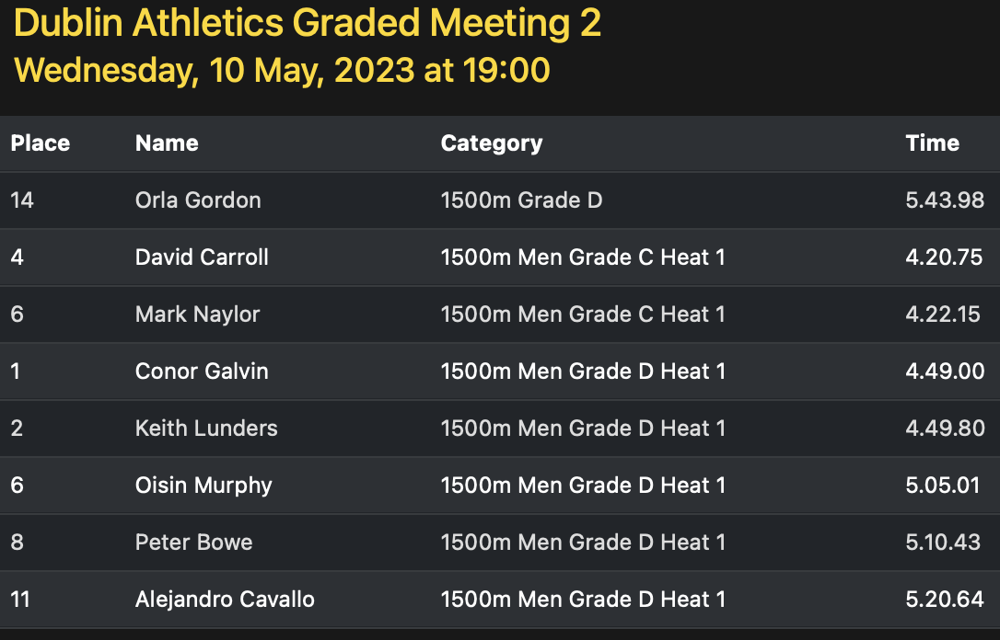 Dublin Athletics Graded Meeting 2
Wednesday, 10 May, 2023 at 19:00
Place Name Category Time
14 Orla Gordon 1500m Grade D 5.43.98
4 David Carroll 1500m Men Grade C Heat 1 4.20.75
6 Mark Naylor 1500m Men Grade C Heat 1 4.22.15
1 Conor Galvin 1500m Men Grade D Heat 1 4.49.00
2 Keith Lunders 1500m Men Grade D Heat 1 4.49.80
6 Oisin Murphy 1500m Men Grade D Heat 1 5.05.01
8 Peter Bowe 1500m Men Grade D Heat 1 5.10.43
11 Alejandro Cavallo 1500m Men Grade D Heat 1 5.20.64